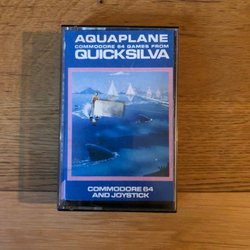 AQUAPLANE
COMMODORE 64 GAMES FROM
QUICKSILVA
COMMODORE 64
AND JOYSTICK